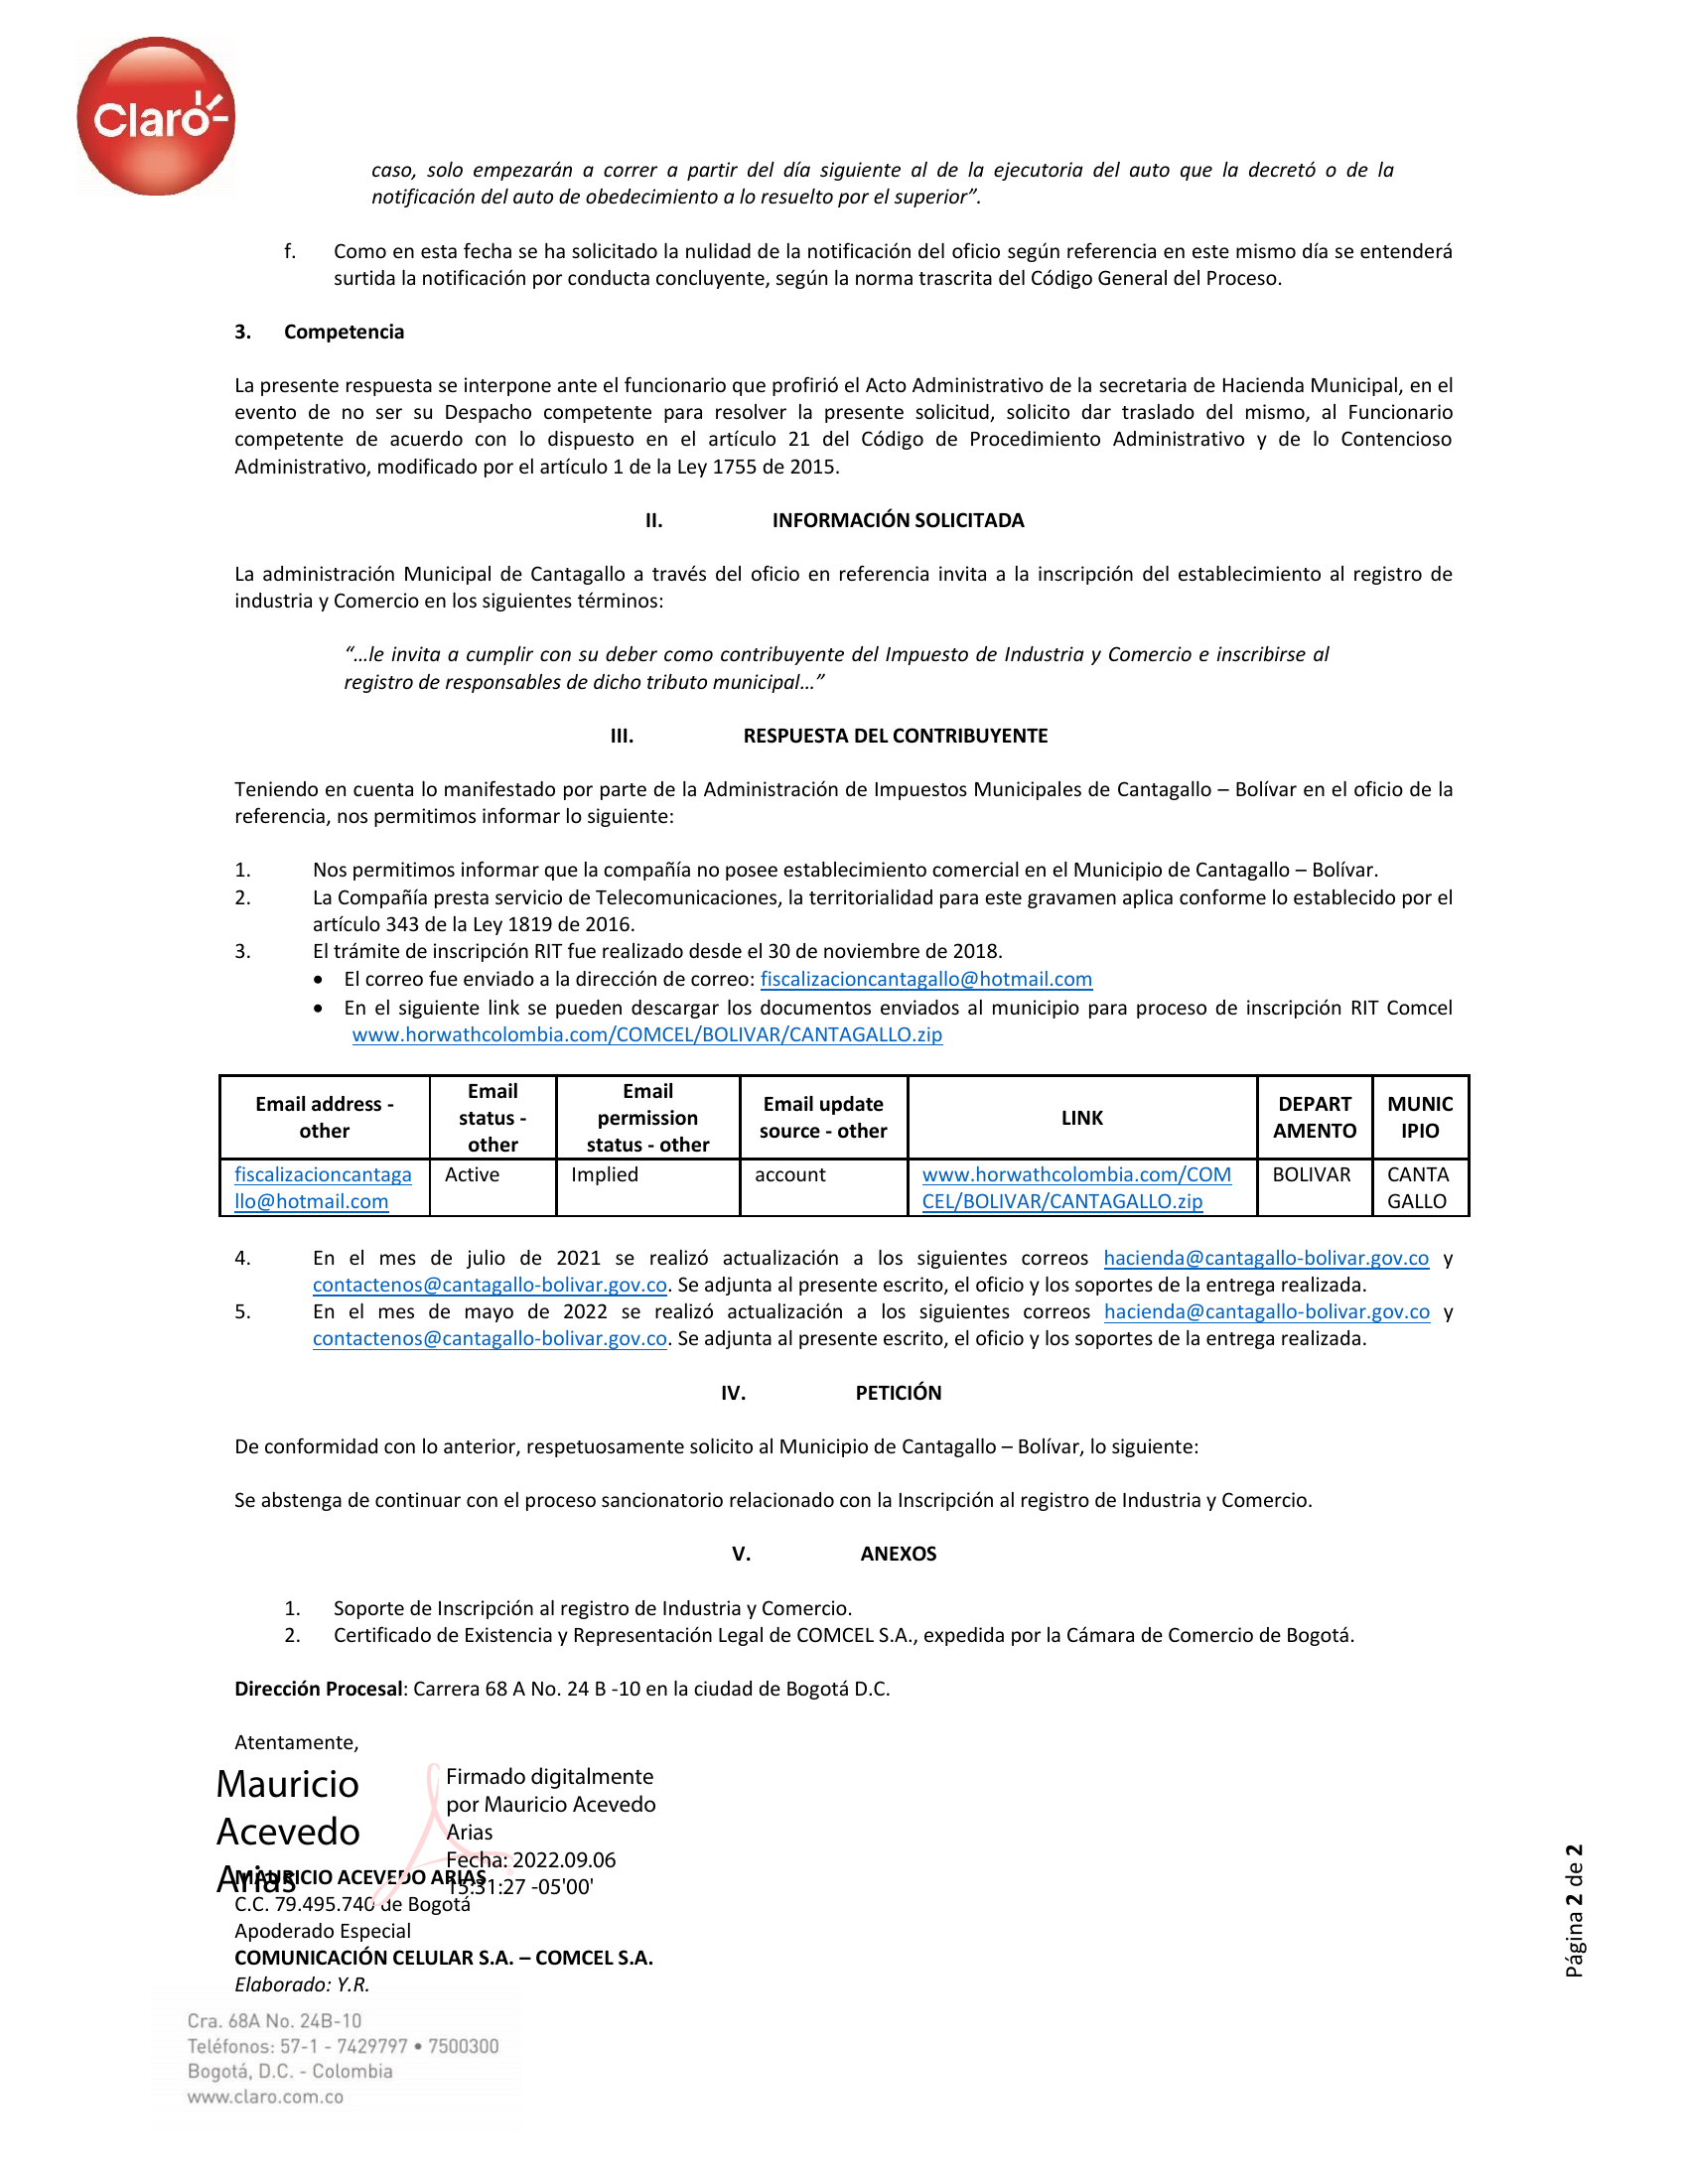 Claro
caso, solo empezarán a correr a partir del día siguiente al de la ejecutoria del auto que la decretó o de la
notificación del auto de obedecimiento a lo resuelto por el superior”.
f. Como en esta fecha se ha solicitado la nulidad de la notificación del oficio según referencia en este mismo día se entenderá
surtida la notificación por conducta concluyente, según la norma trascrita del Código General del Proceso.
3. Competencia
La presente respuesta se interpone ante el funcionario que profirió el Acto Administrativo de la secretaria de Hacienda Municipal, en el
evento de no ser su Despacho competente para resolver la presente solicitud, solicito dar traslado del mismo, al Funcionario
competente de acuerdo con lo dispuesto en el artículo 21 del Código de Procedimiento Administrativo y de lo Contencioso
Administrativo, modificado por el artículo 1 de la Ley 1755 de 2015.
II. INFORMACIÓN SOLICITADA
La administración Municipal de Cantagallo a través del oficio en referencia invita a la inscripción del establecimiento al registro de
industria y Comercio en los siguientes términos:
“…le invita a cumplir con su deber como contribuyente del Impuesto de Industria y Comercio e inscribirse al
registro de responsables de dicho tributo municipal…”
III. RESPUESTA DEL CONTRIBUYENTE
Teniendo en cuenta lo manifestado por parte de la Administración de Impuestos Municipales de Cantagallo – Bolívar en el oficio de la
referencia, nos permitimos informar lo siguiente:
1. Nos permitimos informar que la compañía no posee establecimiento comercial en el Municipio de Cantagallo – Bolívar.
2. La Compañía presta servicio de Telecomunicaciones, la territorialidad para este gravamen aplica conforme lo establecido por el
artículo 343 de la Ley 1819 de 2016.
3. El trámite de inscripción RIT fue realizado desde el 30 de noviembre de 2018.
• El correo fue enviado a la dirección de correo: fiscalizacioncantagallo@hotmail.com
• En el siguiente link se pueden descargar los documentos enviados al municipio para proceso de inscripción RIT Comcel
www.horwathcolombia.com/COMCEL/BOLIVAR/CANTAGALLO.zip
Email address - other | Email status - other | Email permission status - other | Email update source - other | LINK | DEPART AMENTO | MUNIC IPIO
fiscalizacioncantaga | Active | Implied | account | www.horwathcolombia.com/COM | BOLIVAR | CANTA
llo@hotmail.com | CEL/BOLIVAR/CANTAGALLO.zip | GALLO
4. En el mes de julio de 2021 se realizó actualización a los siguientes correos hacienda@cantagallo-bolivar.gov.co y
contactenos@cantagallo-bolivar.gov.co. Se adjunta al presente escrito, el oficio y los soportes de la entrega realizada.
5. En el mes de mayo de 2022 se realizó actualización a los siguientes correos hacienda@cantagallo-bolivar.gov.co y
contactenos@cantagallo-bolivar.gov.co. Se adjunta al presente escrito, el oficio y los soportes de la entrega realizada.
IV. PETICIÓN
De conformidad con lo anterior, respetuosamente solicito al Municipio de Cantagallo – Bolívar, lo siguiente:
Se abstenga de continuar con el proceso sancionatorio relacionado con la Inscripción al registro de Industria y Comercio.
V. ANEXOS
1. Soporte de Inscripción al registro de Industria y Comercio.
2. Certificado de Existencia y Representación Legal de COMCEL S.A., expedida por la Cámara de Comercio de Bogotá.
Dirección Procesal: Carrera 68 A No. 24 B -10 en la ciudad de Bogotá D.C.
Atentamente,
Mauricio
Acevedo
Arias
Firmado digitalmente
por Mauricio Acevedo
Arias
Fecha: 2022.09.06
15:31:27 -05'00'
MAURICIO ACEVEDO ARIAS
C.C. 79.495.740 de Bogotá
Apoderado Especial
COMUNICACIÓN CELULAR S.A. – COMCEL S.A.
Elaborado: Y.R.
Cra. 68A No. 24B-10
Teléfonos: 57-1 - 7429797 • 7500300
Bogotá, D.C. - Colombia
www.claro.com.co
Página 2 de 2